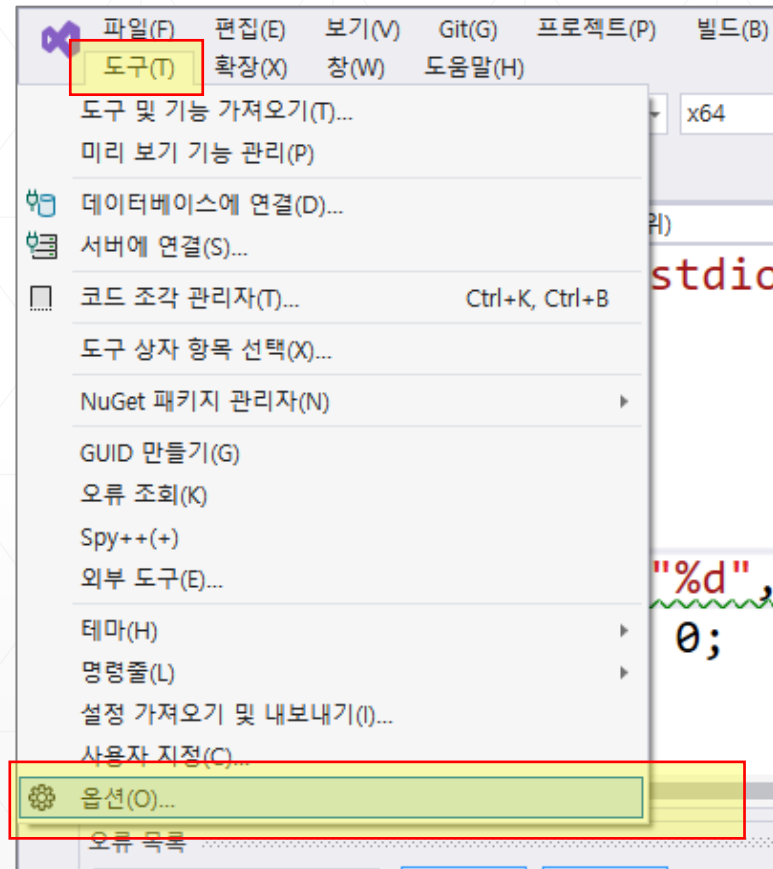 파일(F) 편집(E) 보기(V) Git(G) 프로젝트(P) 빌드(B)
도구(T) 확장(X) 창(W) 도움말(H)
도구 및 기능 가져오기(T)...
x64
미리 보기 기능 관리(P)
데이터베이스에 연결(D)...
위)
서버에 연결(S)...
stdio
코드 조각 관리자(T)... Ctrl+K, Ctrl+B
도구 상자 항목 선택(X)...
NuGet 패키지 관리자(N)
GUID 만들기(G)
오류 조회(K)
Spy++(+)
외부 도구(E)...
"%d",
테마(H)
0;
명령줄(L)
설정 가져오기 및 내보내기(I)...
사용자 지정(C)...
옵션(O)...
오류 목록